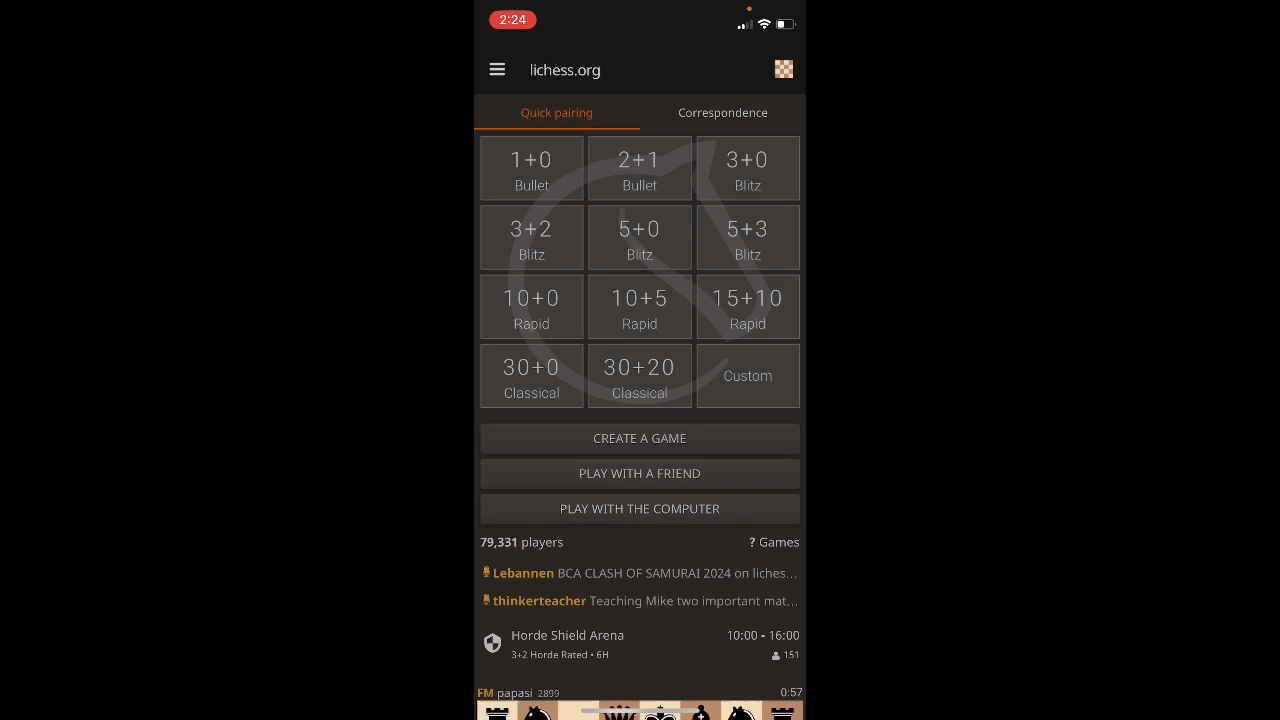 2:24
lichess.org
Quick pairing
Correspondence
1+0
Bullet
2+1
Bullet
3+0
Blitz
3+2
Blitz
5+0
Blitz
5+3
Blitz
10+0
Rapid
10+5
Rapid
15+10
Rapid
30+0
Classical
30+20
Classical
Custom
CREATE A GAME
PLAY WITH A FRIEND
PLAY WITH THE COMPUTER
79,331 players
? Games
Lebannen BCA CLASH OF SAMURAI 2024 on liches...
thinkerteacher Teaching Mike two important mat...
Horde Shield Arena
10:00 - 16:00
3+2 Horde Rated • 6H
151
FM papasi 2899
0:57